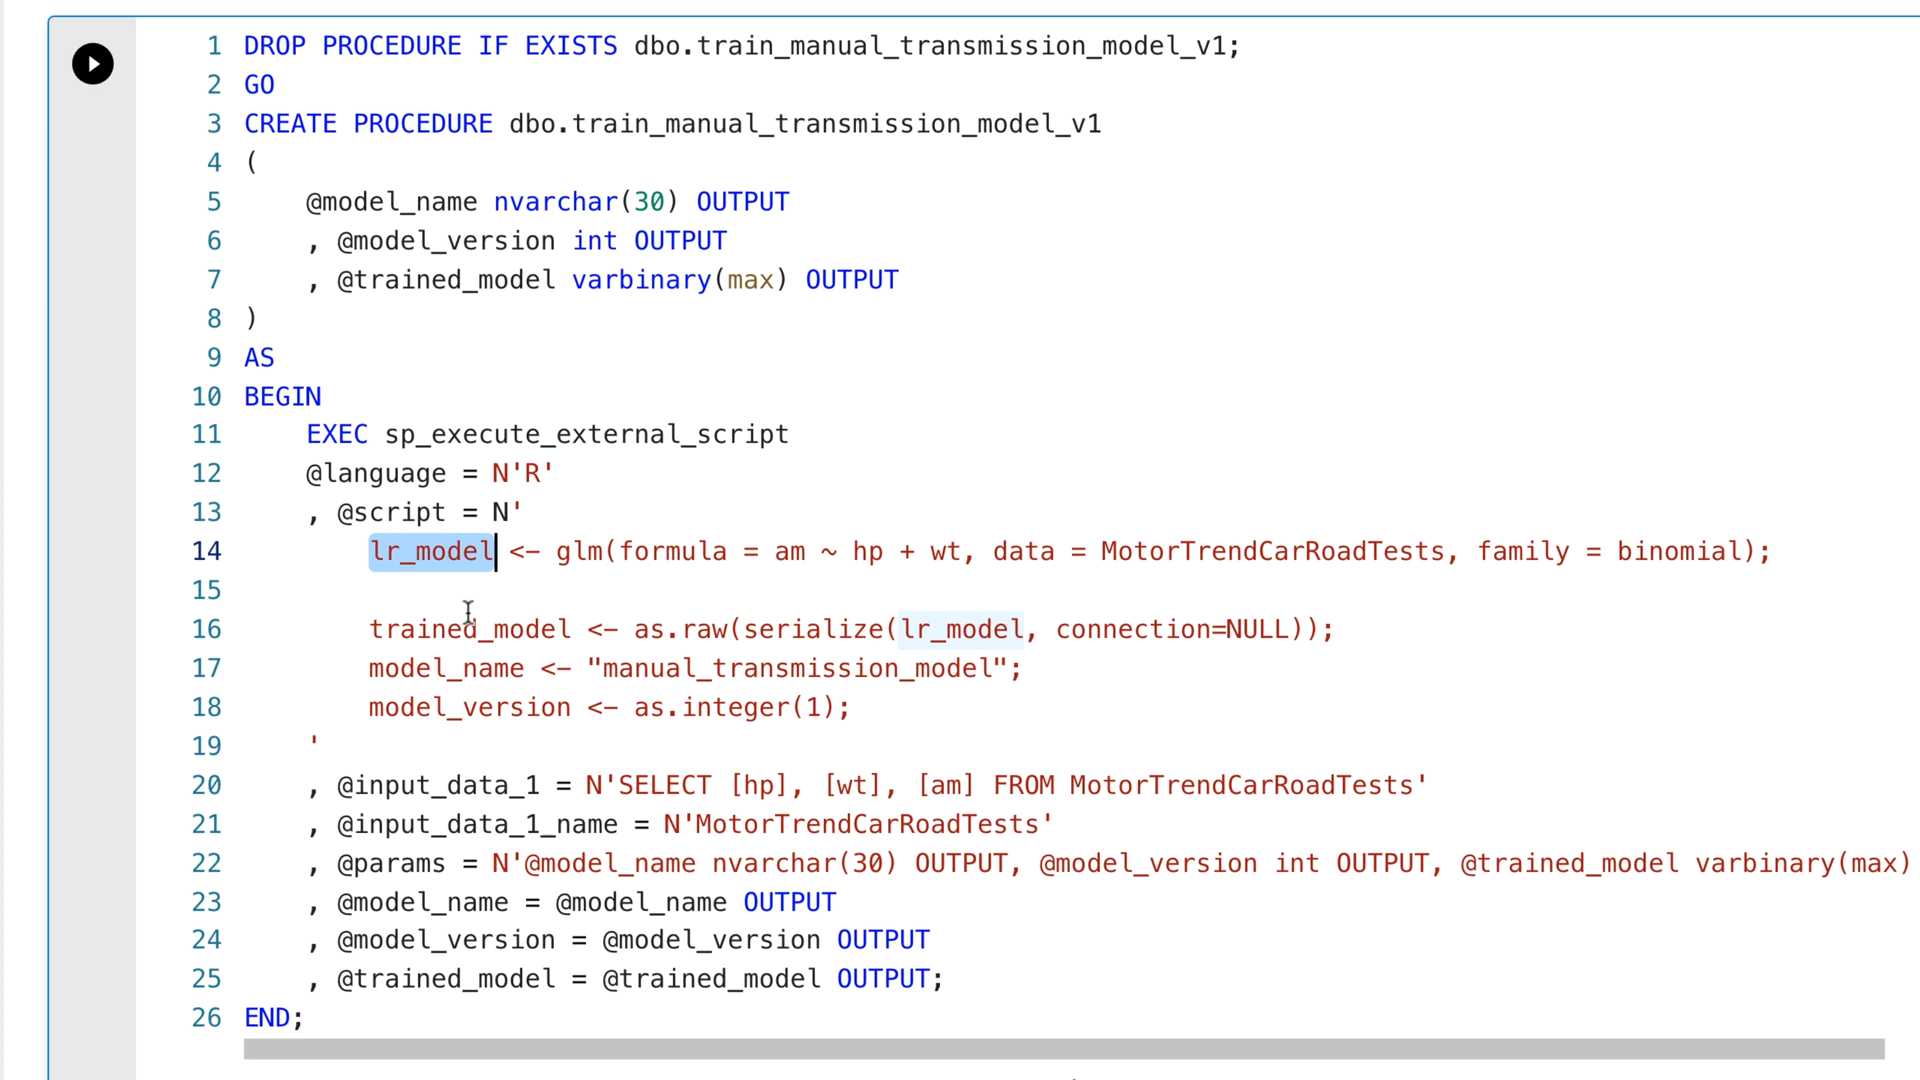 1 DROP PROCEDURE IF EXISTS dbo.train_manual_transmission_model_v1;
2 GO
3 CREATE PROCEDURE dbo.train_manual_transmission_model_v1
4 (
5 @model_name nvarchar(30) OUTPUT
6 , @model_version int OUTPUT
7 , @trained_model varbinary(max) OUTPUT
8 )
9 AS
10 BEGIN
11 EXEC sp_execute_external_script
12 @language = N'R'
13 , @script = N'
14 lr_model <- glm(formula = am ~ hp + wt, data = MotorTrendCarRoadTests, family = binomial);
15
16 trained_model <- as.raw(serialize(lr_model, connection=NULL));
17 model_name <- "manual_transmission_model";
18 model_version <- as.integer(1);
19 '
20 , @input_data_1 = N'SELECT [hp], [wt], [am] FROM MotorTrendCarRoadTests'
21 , @input_data_1_name = N'MotorTrendCarRoadTests'
22 , @params = N'@model_name nvarchar(30) OUTPUT, @model_version int OUTPUT, @trained_model varbinary(max)
23 , @model_name = @model_name OUTPUT
24 , @model_version = @model_version OUTPUT
25 , @trained_model = @trained_model OUTPUT;
26 END;